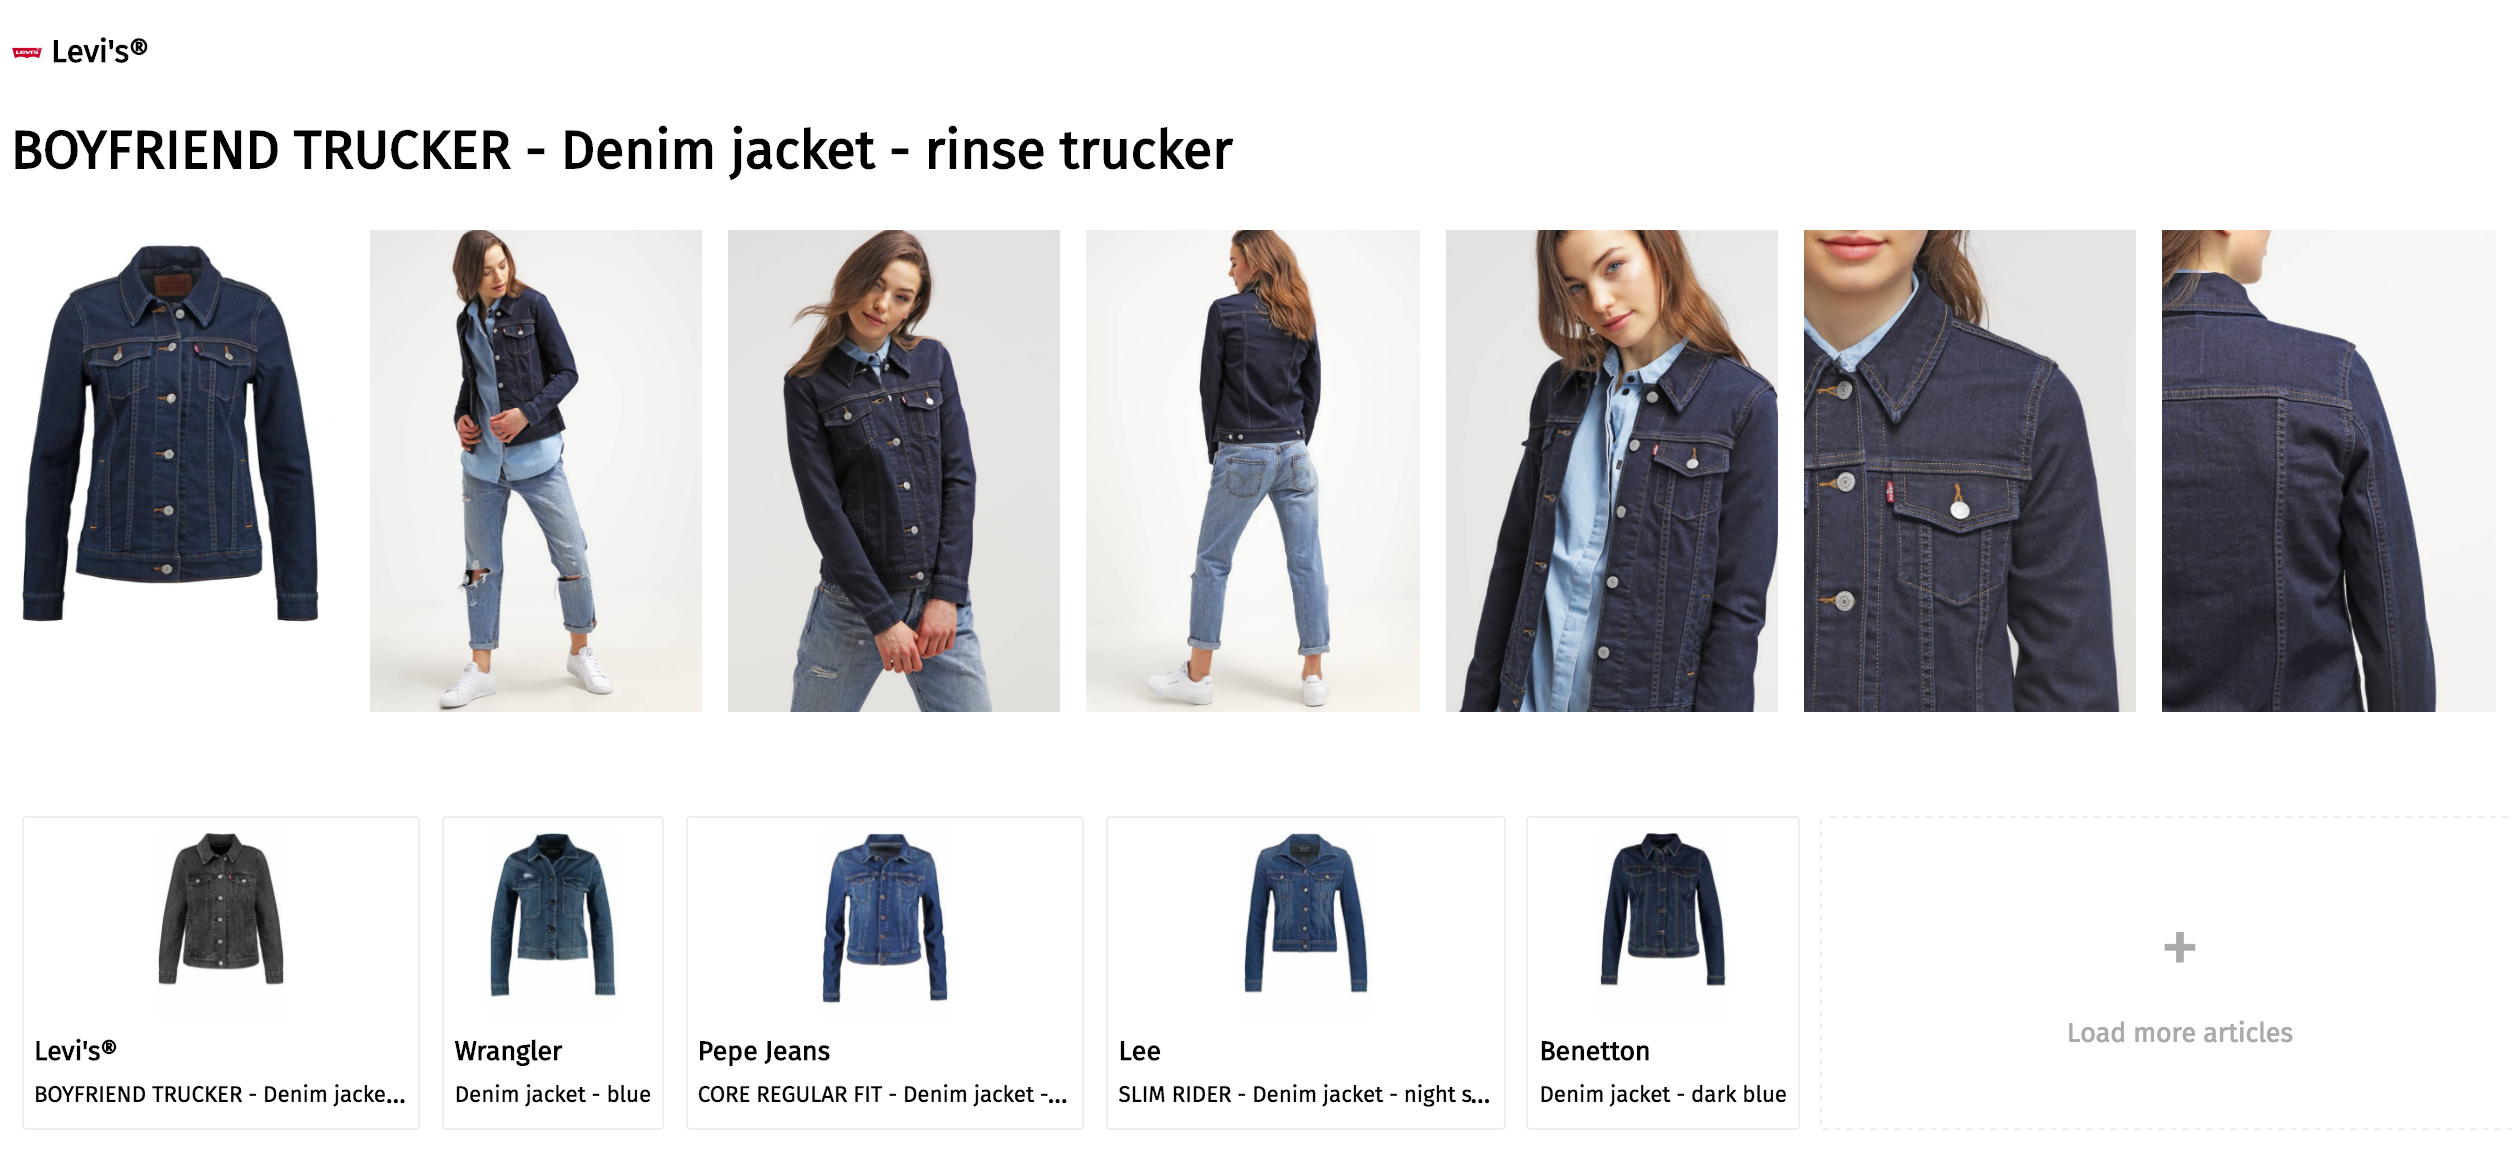 LEVI'S Levi's®
BOYFRIEND TRUCKER - Denim jacket - rinse trucker
Levi's®
BOYFRIEND TRUCKER - Denim jacke...
Wrangler
Denim jacket - blue
Pepe Jeans
CORE REGULAR FIT - Denim jacket -...
Lee
SLIM RIDER - Denim jacket - night s...
Benetton
Denim jacket - dark blue
+
Load more articles